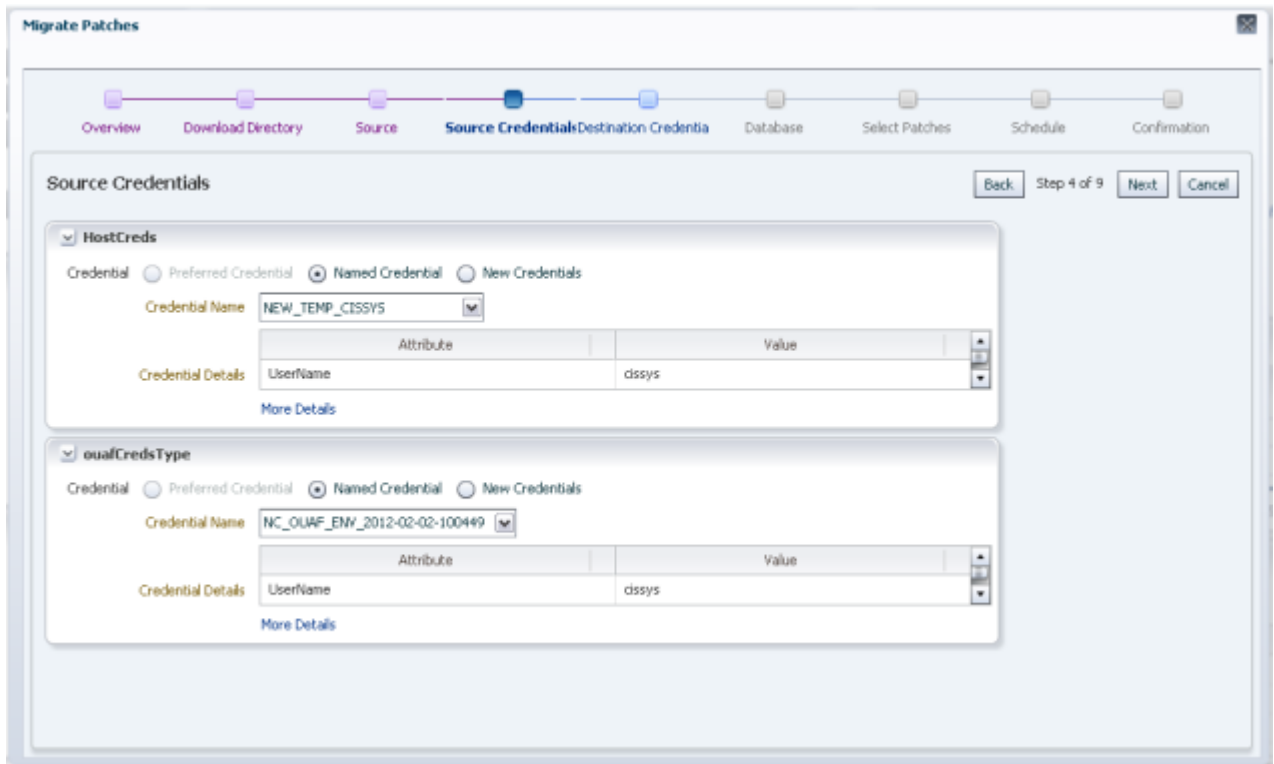 Migrate Patches
Overview Download Directory Source Source Credentials Destination Credentia Database Select Patches Schedule Confirmation
Source Credentials Back Step 4 of 9 Next Cancel
HostCreds
Credential Preferred Credential Named Credential New Credentials
Credential Name NEW_TEMP_CISSYS
Attribute Value
Credential Details UserName cissys
More Details
ouafCredsType
Credential Preferred Credential Named Credential New Credentials
Credential Name NC_OUAF_ENV_2012-02-02-100449
Attribute Value
Credential Details UserName cissys
More Details